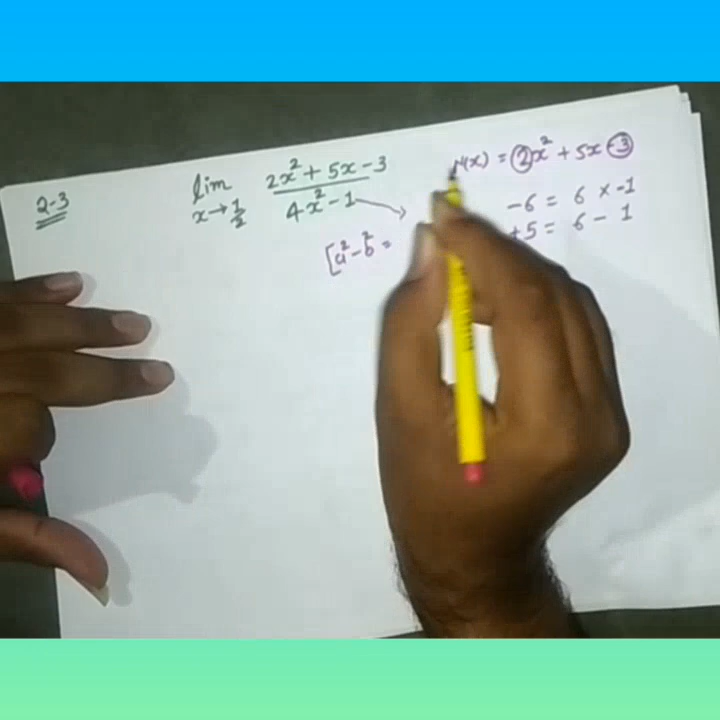 Q-3
lim x→1/2 (2x² + 5x - 3)/(4x² - 1)
[a² - b² =
(x) = 2x² + 5x - 3
-6 = 6 x -1
+5 = 6 - 1